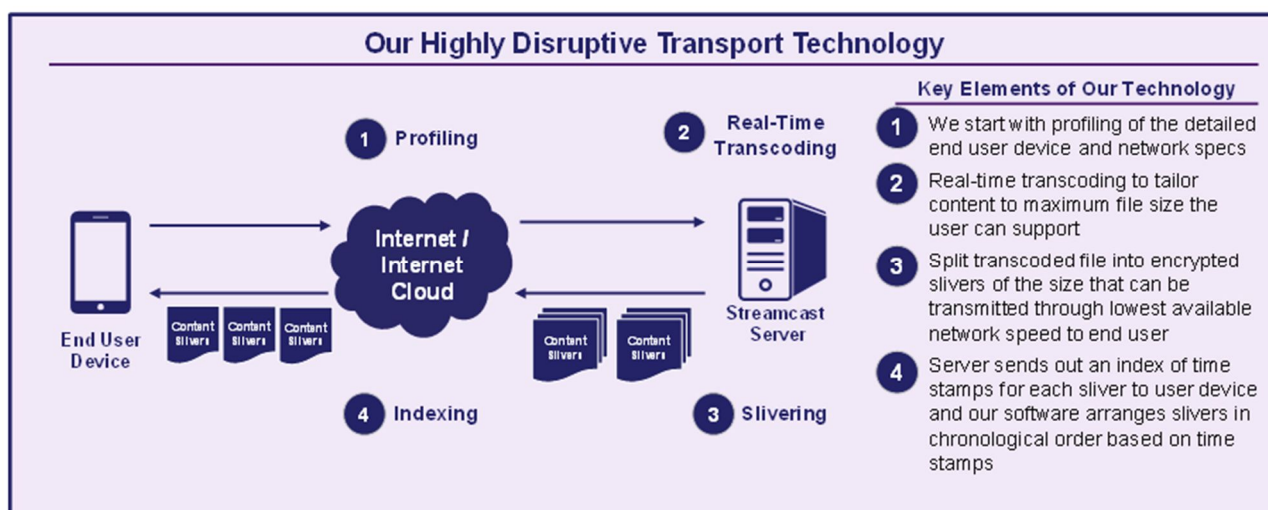 Our Highly Disruptive Transport Technology
1
Profiling
2
Real-Time
Transcoding
Internet /
Internet
Cloud
End User
Device
Content
Slivers
Content
Slivers
Content
Slivers
Content
Slivers
Content
Slivers
Streamcast
Server
4
Indexing
3
Slivering
Key Elements of Our Technology
1
We start with profiling of the detailed
end user device and network specs
2
Real-time transcoding to tailor
content to maximum file size the
user can support
3
Split transcoded file into encrypted
slivers of the size that can be
transmitted through lowest available
network speed to end user
4
Server sends out an index of time
stamps for each sliver to user device
and our software arranges slivers in
chronological order based on time
stamps